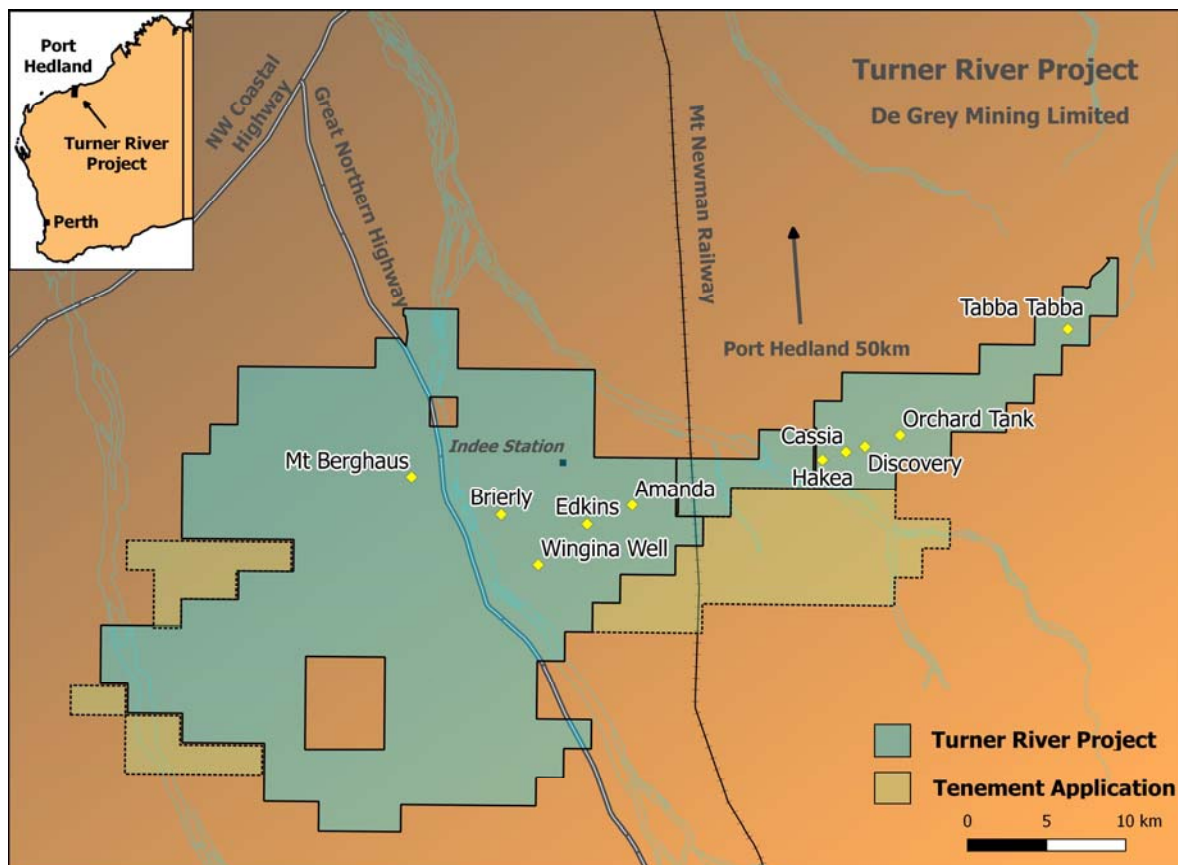 Port
Hedland
Turner River
Project
Perth
NW Coastal
Highway
Great Northern Highway
Mt Newman Railway
Turner River Project
De Grey Mining Limited
Port Hedland 50km
Tabba Tabba
Orchard Tank
Cassia
Discovery
Hakea
Indee Station
Mt Berghaus
Brierly
Edkins
Amanda
Wingina Well
Turner River Project
Tenement Application
0 5 10 km